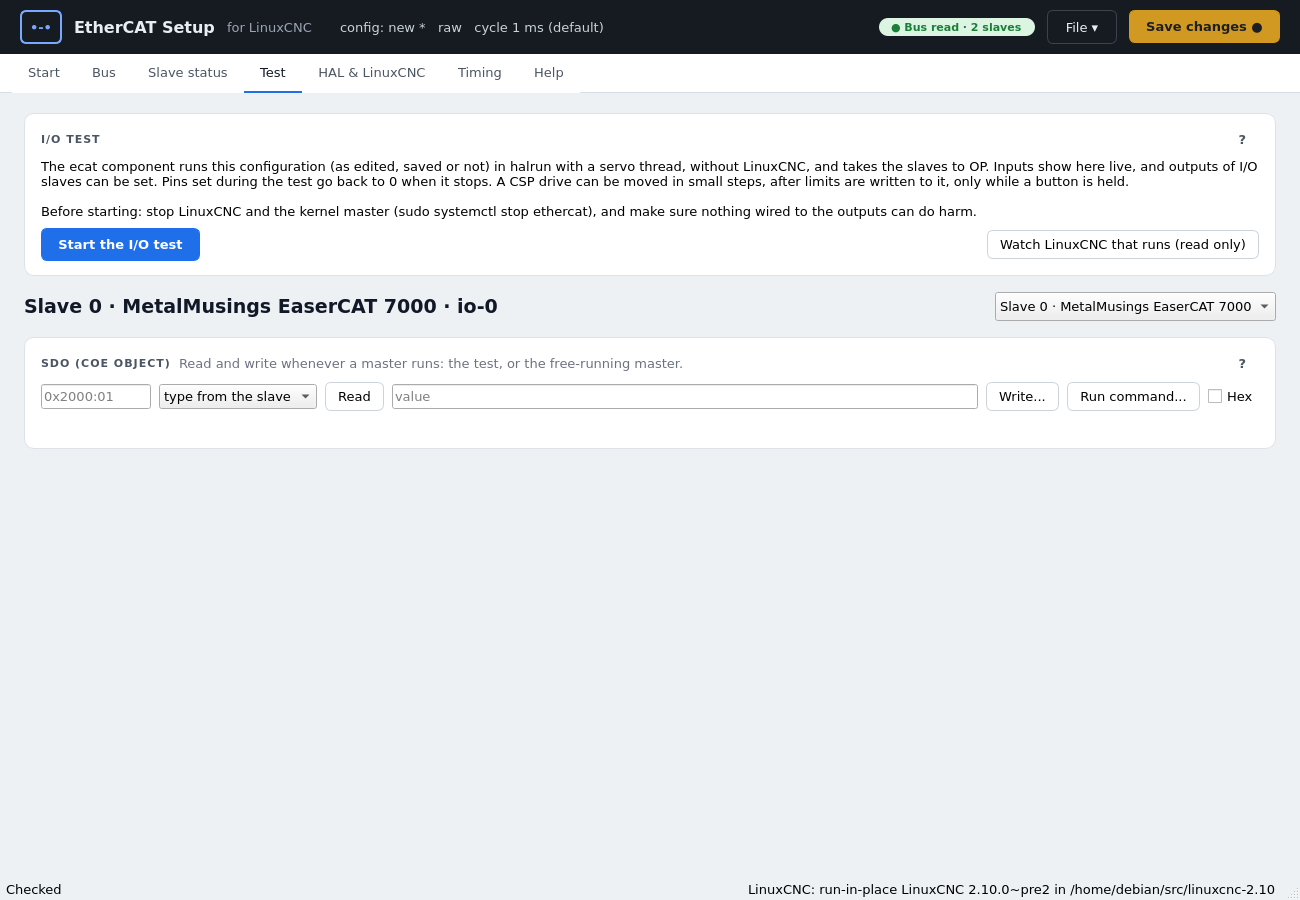 EtherCAT Setup for LinuxCNC config: new * raw cycle 1 ms (default) ● Bus read · 2 slaves File ▾ Save changes ●
Start Bus Slave status Test HAL & LinuxCNC Timing Help
I/O TEST ?
The ecat component runs this configuration (as edited, saved or not) in halrun with a servo thread, without LinuxCNC, and takes the slaves to OP. Inputs show here live, and outputs of I/O
slaves can be set. Pins set during the test go back to 0 when it stops. A CSP drive can be moved in small steps, after limits are written to it, only while a button is held.
Before starting: stop LinuxCNC and the kernel master (sudo systemctl stop ethercat), and make sure nothing wired to the outputs can do harm.
Start the I/O test Watch LinuxCNC that runs (read only)
Slave 0 · MetalMusings EaserCAT 7000 · io-0 Slave 0 · MetalMusings EaserCAT 7000
SDO (COE OBJECT) Read and write whenever a master runs: the test, or the free-running master. ?
0x2000:01 type from the slave Read value Write... Run command... Hex
Checked LinuxCNC: run-in-place LinuxCNC 2.10.0~pre2 in /home/debian/src/linuxcnc-2.10